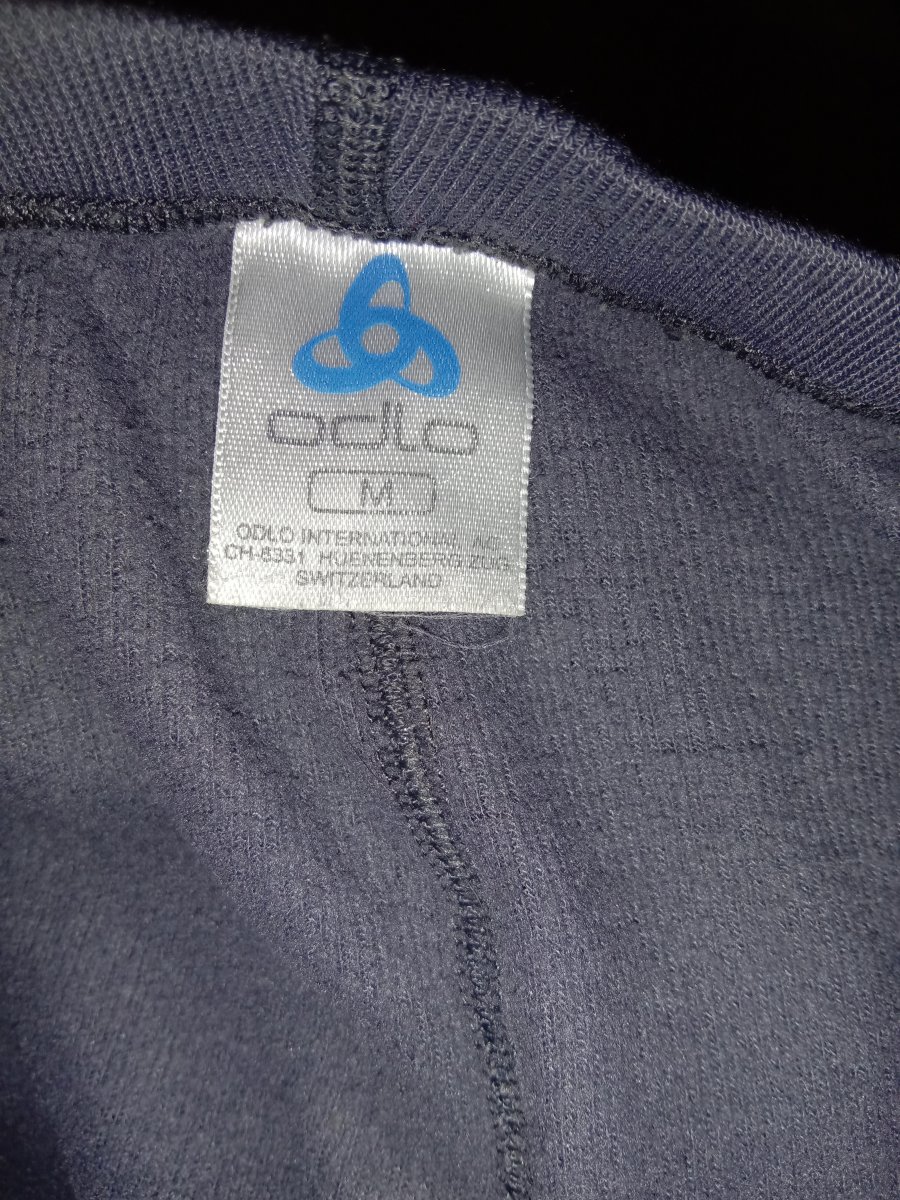 odlo
M
ODLO INTERNATIONAL AG
CH-6331 HUENENBERG ZUG
SWITZERLAND